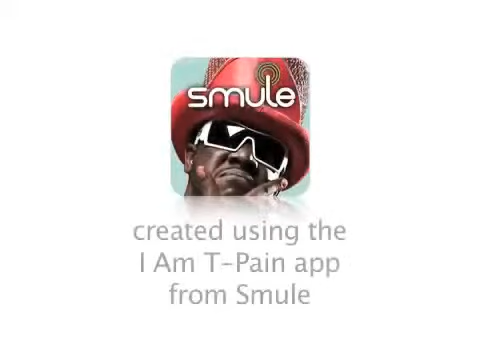 smule
created using the
I Am T-Pain app
from Smule